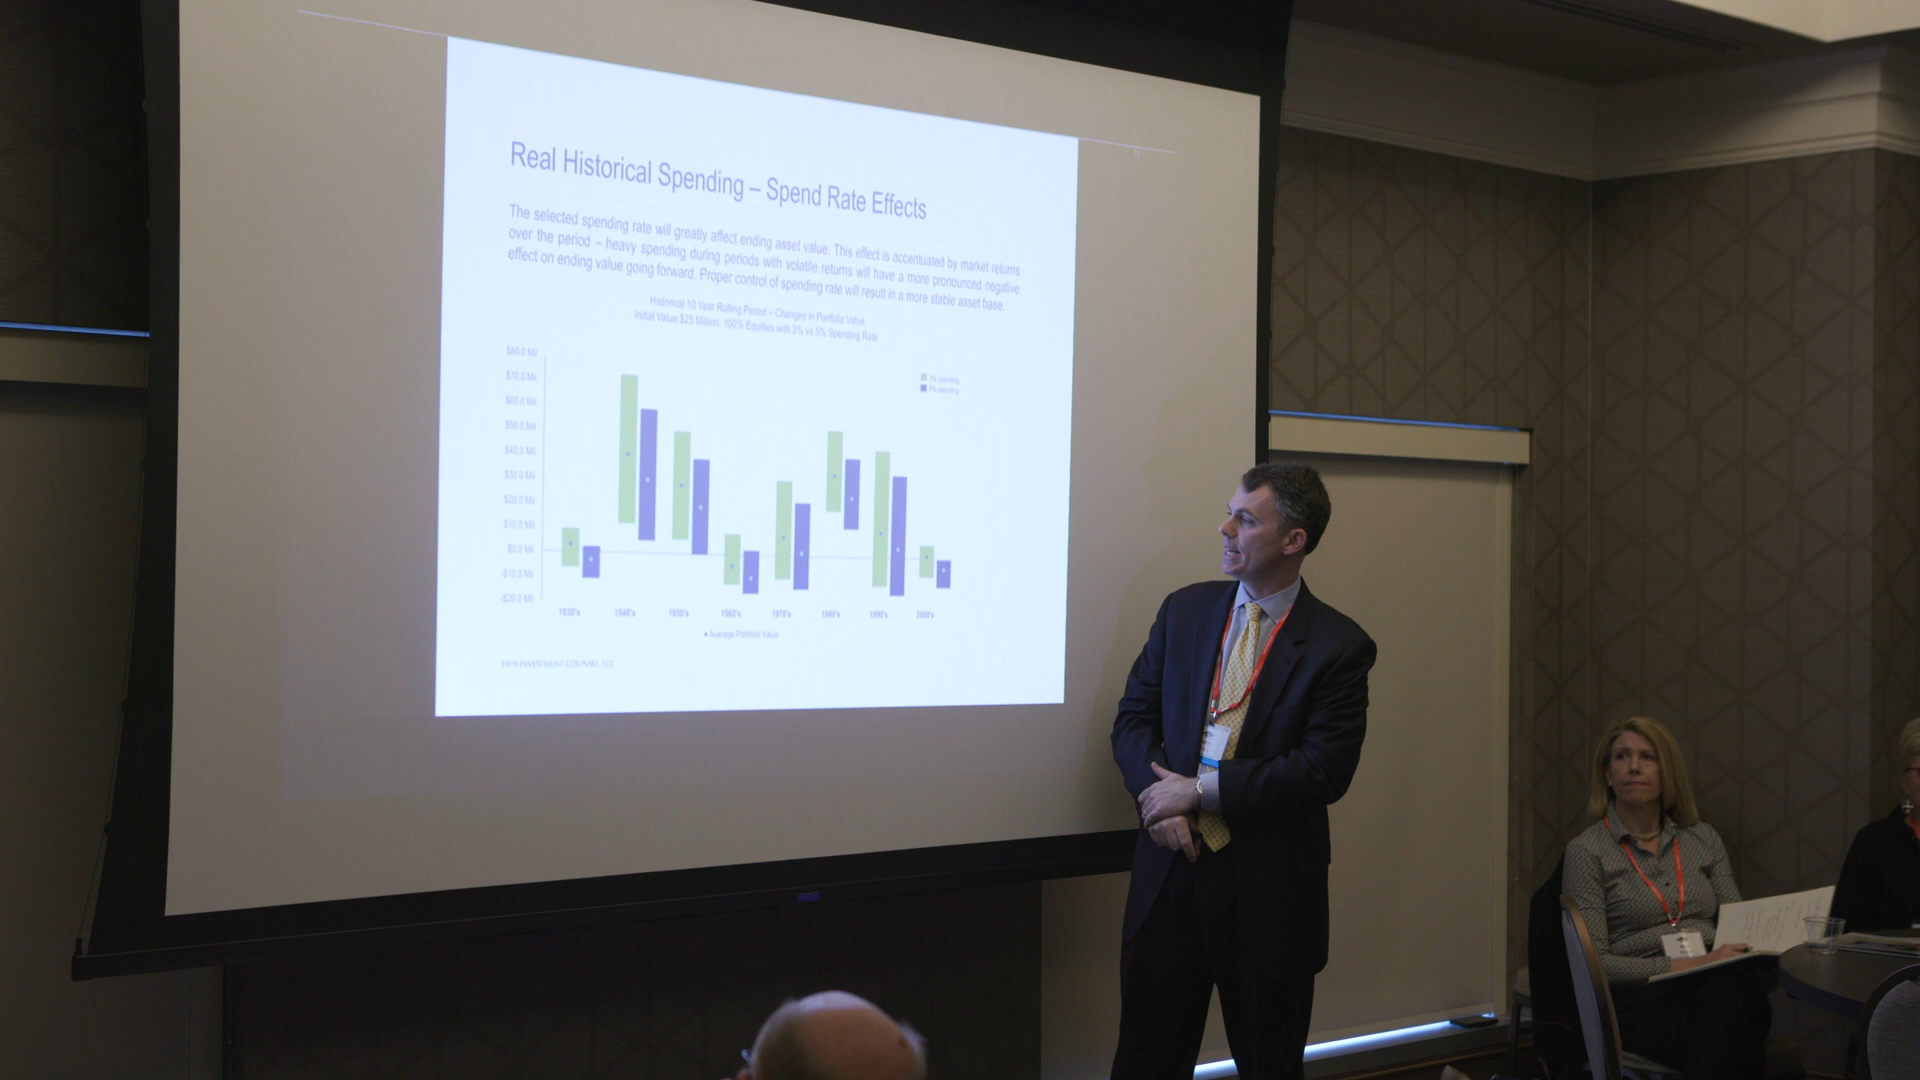 Real Historical Spending – Spend Rate Effects
The selected spending rate will greatly affect ending asset value. This effect is accentuated by market returns
over the period – heavy spending during periods with volatile returns will have a more pronounced negative
effect on ending value going forward. Proper control of spending rate will result in a more stable asset base.
Historical 10 Year Rolling Period – Changes in Portfolio Value
Initial Value $25 Million: 100% Equities with 3% vs 5% Spending Rate
$80.0 Mil
$70.0 Mil
$60.0 Mil
$50.0 Mil
$40.0 Mil
$30.0 Mil
$20.0 Mil
$10.0 Mil
$0.0 Mil
-$10.0 Mil
-$20.0 Mil
3% spending
5% spending
1930's 1940's 1950's 1960's 1970's 1980's 1990's 2000's
Average Portfolio Value
1919 INVESTMENT COUNSEL, LLC